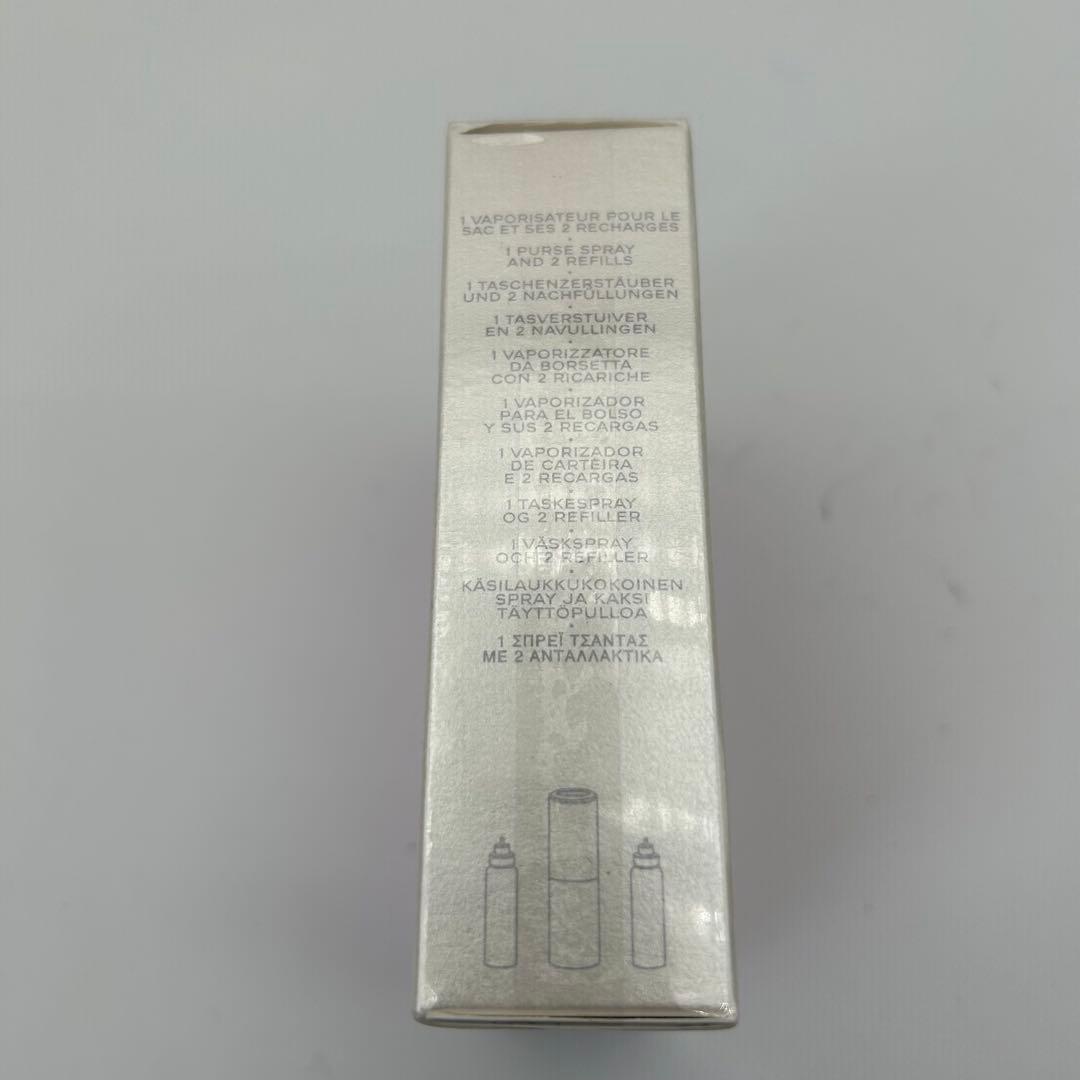 1 VAPORISATEUR POUR LE
SAC ET SES 2 RECHARGES
•
1 PURSE SPRAY
AND 2 REFILLS
•
1 TASCHENZERSTÄUBER
UND 2 NACHFÜLLUNGEN
•
1 TASVERSTUIVER
EN 2 NAVULLINGEN
•
1 VAPORIZZATORE
DA BORSETTA
CON 2 RICARICHE
•
1 VAPORIZADOR
PARA EL BOLSO
Y SUS 2 RECARGAS
•
1 VAPORIZADOR
DE CARTEIRA
E 2 RECARGAS
•
1 TASKESPRAY
OG 2 REFILLER
•
1 VÄSKSPRAY
OCH 2 REFILLER
•
KÄSILAUKKUKOKOINEN
SPRAY JA KAKSI
TÄYTTÖPULLOA
•
1 ΣΠΡΕΪ ΤΣΑΝΤΑΣ
ΜΕ 2 ΑΝΤΑΛΛΑΚΤΙΚΑ